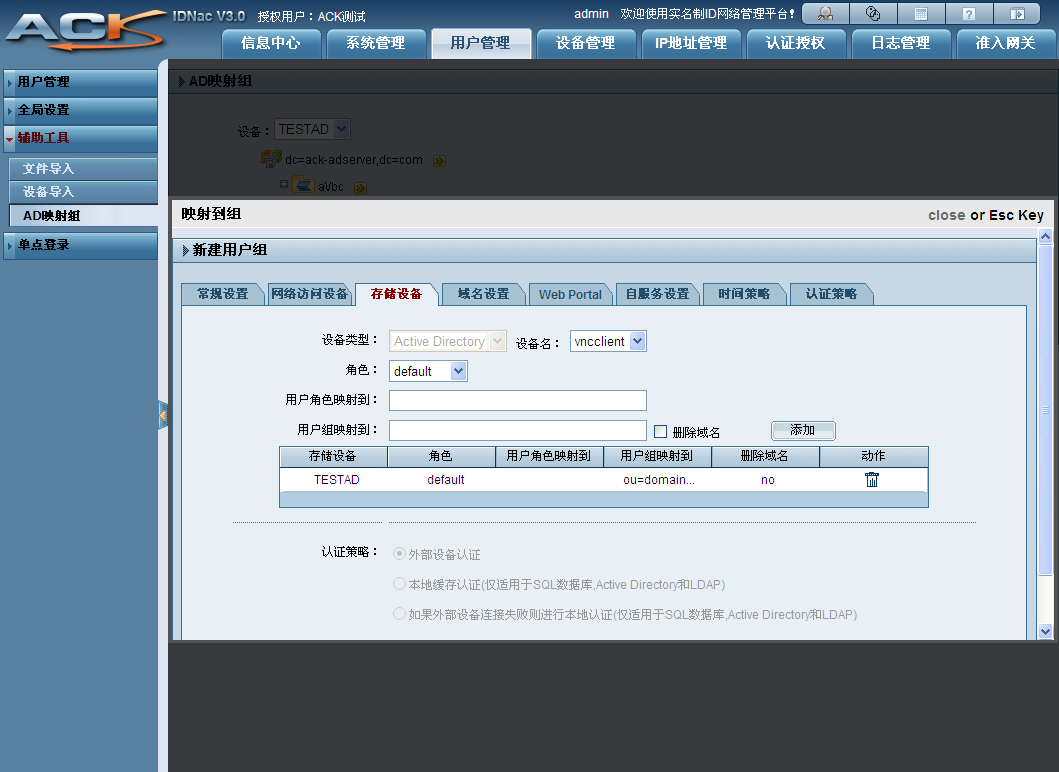 ACK IDNac V3.0 授权用户：ACK测试 admin 欢迎使用实名制ID网络管理平台!
信息中心 系统管理 用户管理 设备管理 IP地址管理 认证授权 日志管理 准入网关
用户管理
全局设置
辅助工具
文件导入
设备导入
AD映射组
单点登录
AD映射组
设备： TESTAD
dc=ack-adserver,dc=com
aVbc
映射到组 close or Esc Key
新建用户组
常规设置 网络访问设备 存储设备 域名设置 Web Portal 自服务设置 时间策略 认证策略
设备类型： Active Directory 设备名： vncclient
角色： default
用户角色映射到：
用户组映射到： 删除域名 添加
存储设备 角色 用户角色映射到 用户组映射到 删除域名 动作
TESTAD default ou=domain... no
认证策略： 外部设备认证
本地缓存认证(仅适用于SQL数据库,Active Directory和LDAP)
如果外部设备连接失败则进行本地认证(仅适用于SQL数据库,Active Directory和LDAP)